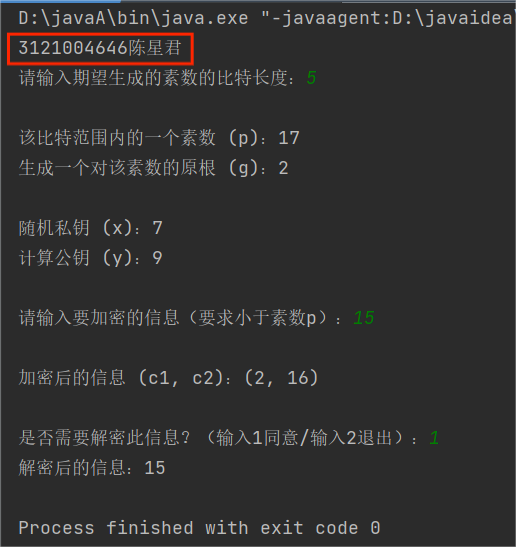 D:\javaA\bin\java.exe "-javaagent:D:\javaidea\
3121004646陈星君
请输入期望生成的素数的比特长度：5
该比特范围内的一个素数 (p)：17
生成一个对该素数的原根 (g)：2
随机私钥 (x)：7
计算公钥 (y)：9
请输入要加密的信息（要求小于素数p）：15
加密后的信息 (c1, c2)：(2, 16)
是否需要解密此信息？（输入1同意/输入2退出）：1
解密后的信息：15
Process finished with exit code 0